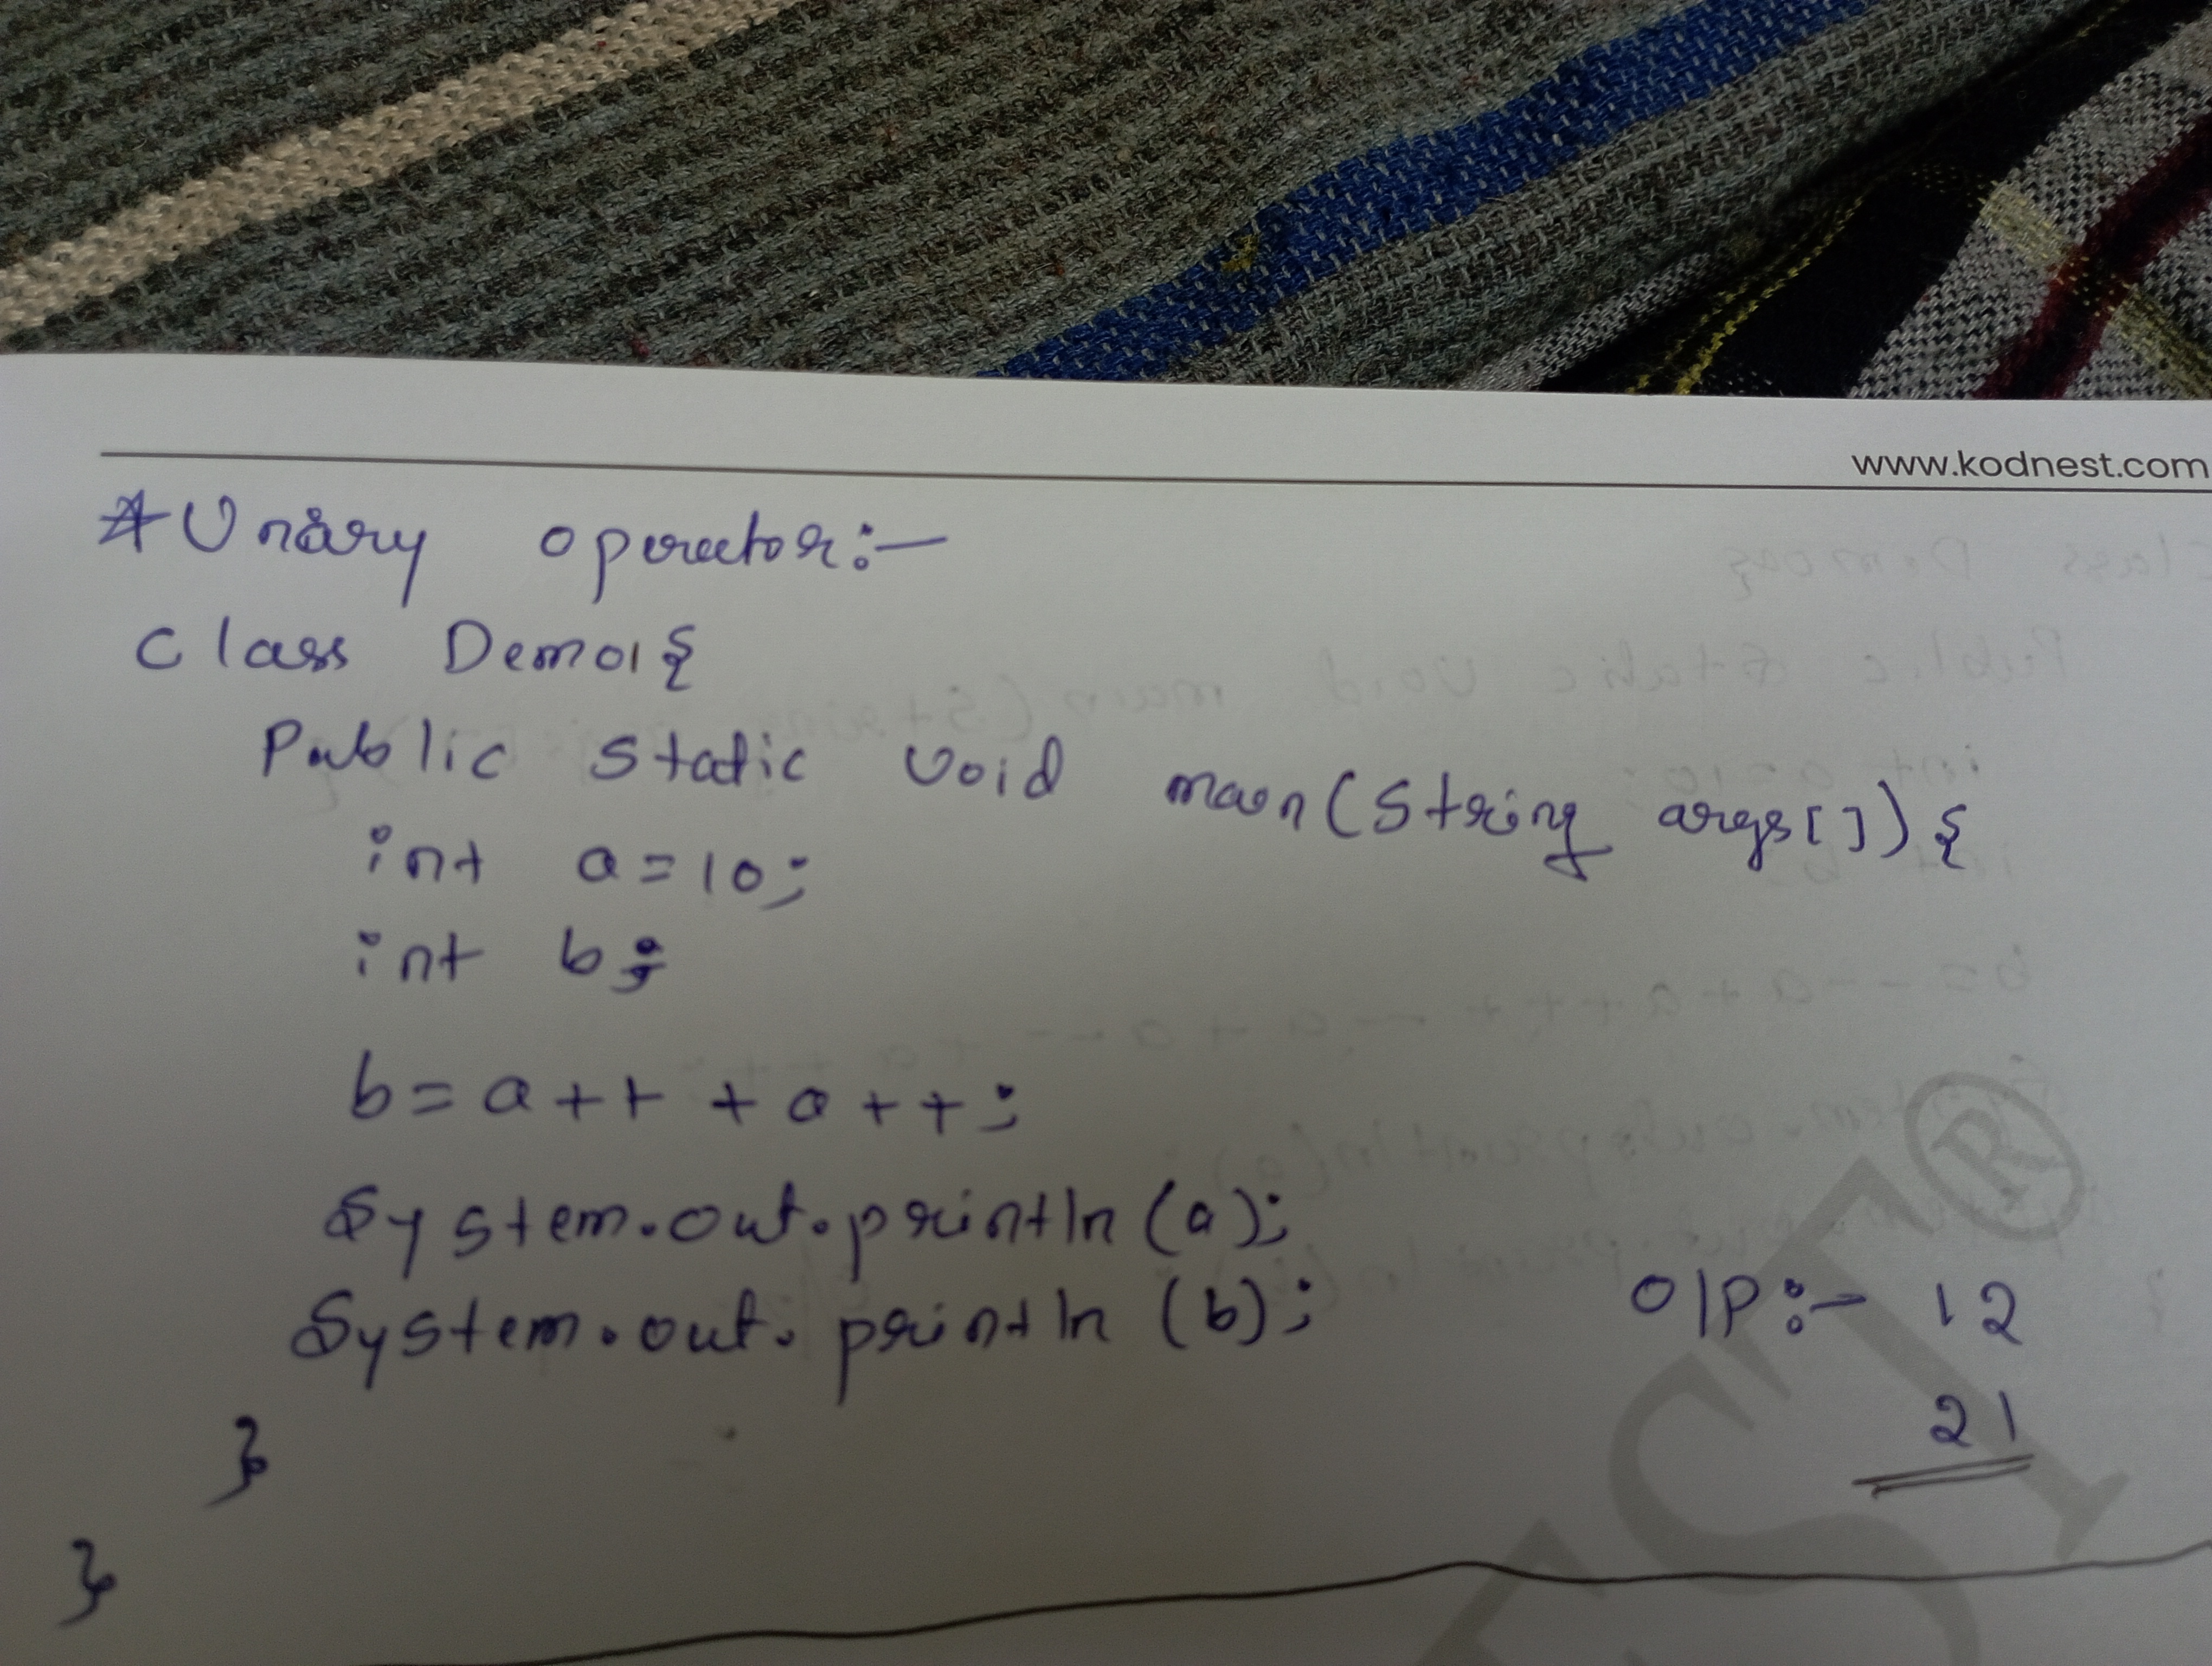 www.kodnest.com
* Unary operator:-
Class Demo1{
Public static void main(String args[]){
int a=10;
int b;
b=a++ + a++;
System.out.println(a);
System.out.println(b);
O/P:- 12
21
}
}